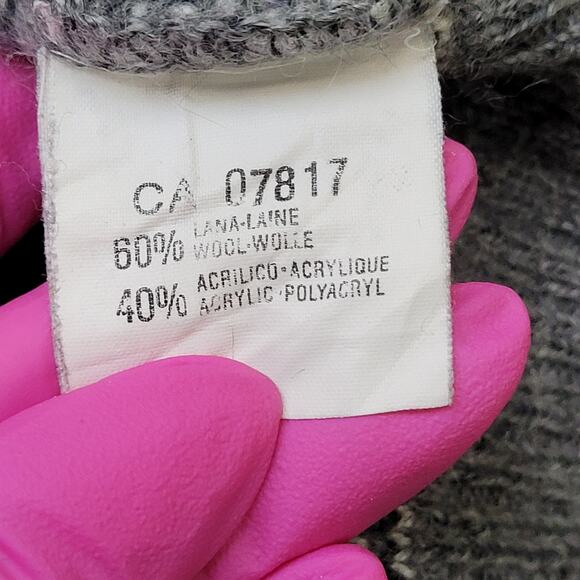 CA 07817
60% LANA-LAINE
WOOL-WOLLE
40% ACRILICO-ACRYLIQUE
ACRYLIC-POLYACRYL